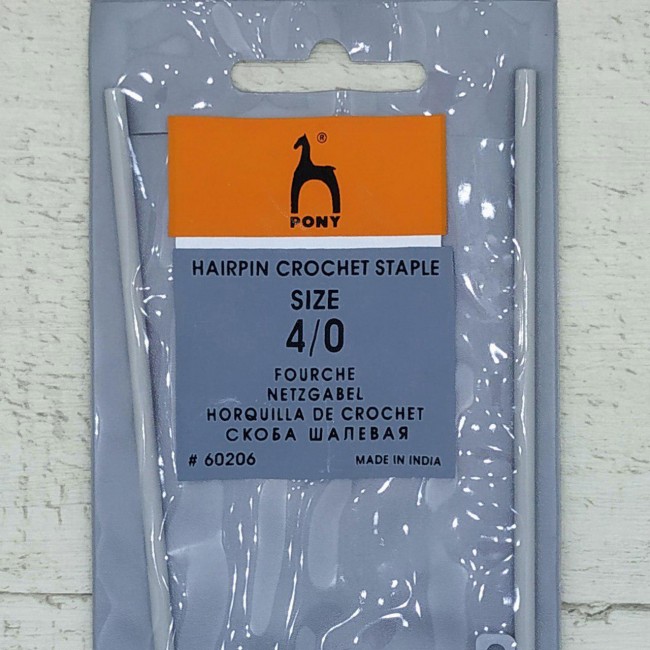 ®
PONY
HAIRPIN CROCHET STAPLE
SIZE
4/0
FOURCHE
NETZGABEL
HORQUILLA DE CROCHET
СКОБА ШАЛЕВАЯ
# 60206 MADE IN INDIA